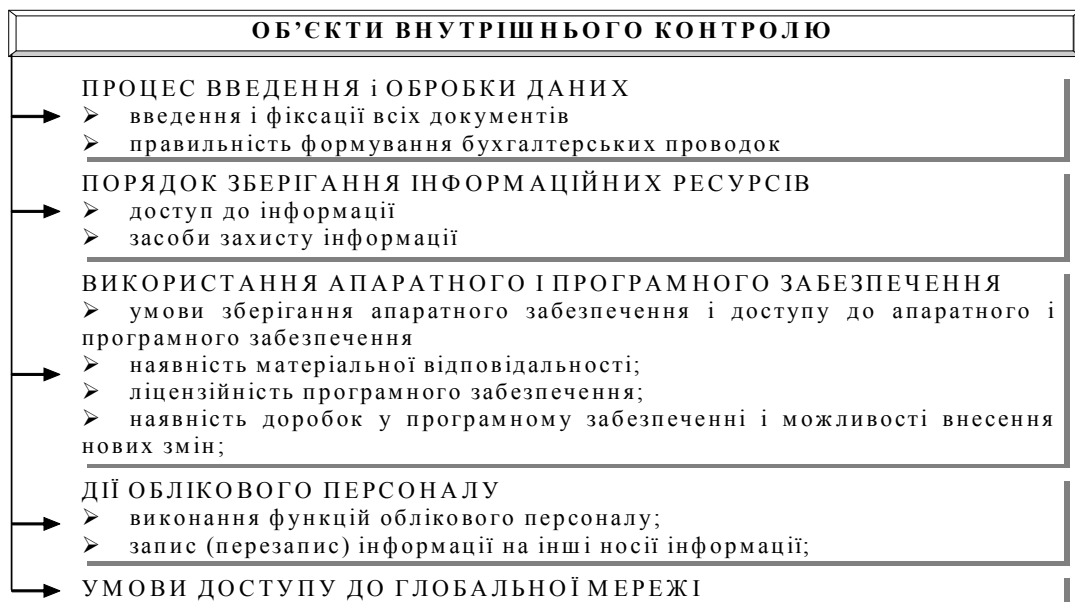 ОБ’ЄКТИ ВНУТРІШНЬОГО КОНТРОЛЮ
ПРОЦЕС ВВЕДЕННЯ і ОБРОБКИ ДАНИХ
➢ введення і фіксації всіх документів
➢ правильність формування бухгалтерських проводок
ПОРЯДОК ЗБЕРІГАННЯ ІНФОРМАЦІЙНИХ РЕСУРСІВ
➢ доступ до інформації
➢ засоби захисту інформації
ВИКОРИСТАННЯ АПАРАТНОГО І ПРОГРАМНОГО ЗАБЕЗПЕЧЕННЯ
➢ умови зберігання апаратного забезпечення і доступу до апаратного і
програмного забезпечення
➢ наявність матеріальної відповідальності;
➢ ліцензійність програмного забезпечення;
➢ наявність доробок у програмному забезпеченні і можливості внесення
нових змін;
ДІЇ ОБЛІКОВОГО ПЕРСОНАЛУ
➢ виконання функцій облікового персоналу;
➢ запис (перезапис) інформації на інші носії інформації;
УМОВИ ДОСТУПУ ДО ГЛОБАЛЬНОЇ МЕРЕЖІ